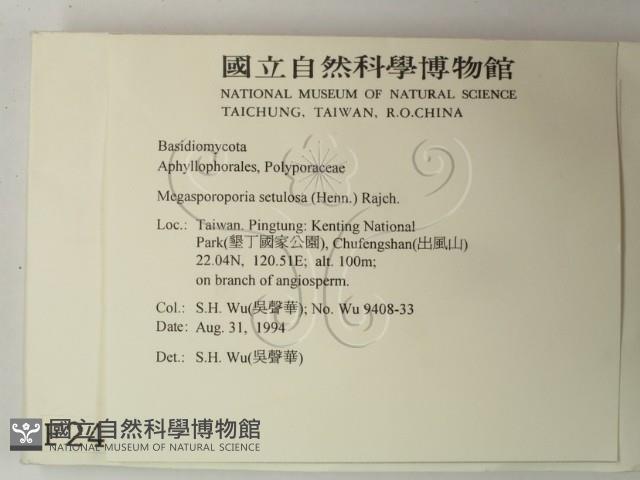 國立自然科學博物館
NATIONAL MUSEUM OF NATURAL SCIENCE
TAICHUNG, TAIWAN, R.O.CHINA
Basidiomycota
Aphyllophorales, Polyporaceae
Megasporoporia setulosa (Henn.) Rajch.
Loc.: Taiwan. Pingtung: Kenting National
Park(墾丁國家公園), Chufengshan(出風山)
22.04N, 120.51E; alt. 100m;
on branch of angiosperm.
Col.: S.H. Wu(吳聲華); No. Wu 9408-33
Date: Aug. 31, 1994
Det.: S.H. Wu(吳聲華)
國立自然科學博物館
NATIONAL MUSEUM OF NATURAL SCIENCE